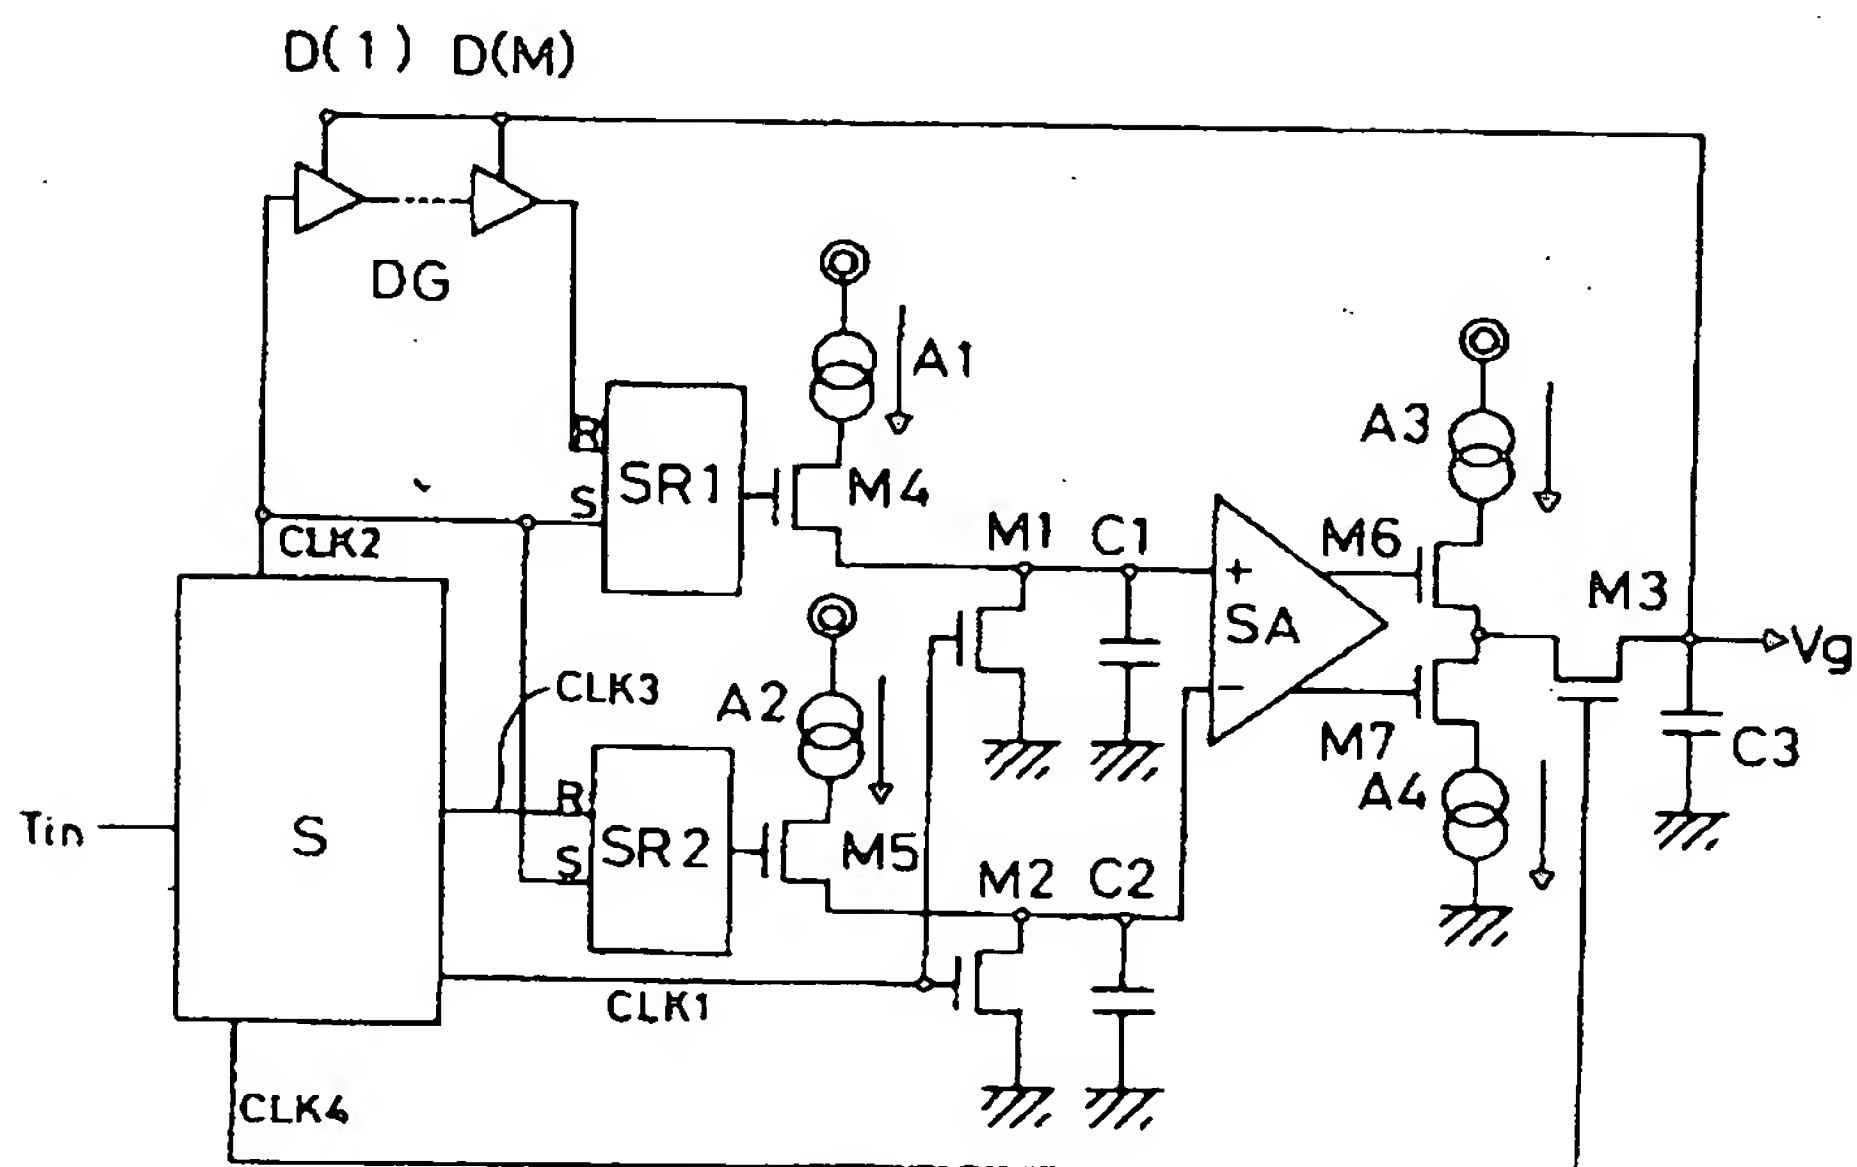 D(1) D(M)
DG
A1
A3
R
SR1
M4
S
CLK2
M1 C1
M6
+
SA
M3
Vg
CLK3
A2
-
M7
C3
A4
R
SR2
M5
Tin
S
S
M2 C2
CLK1
CLK4